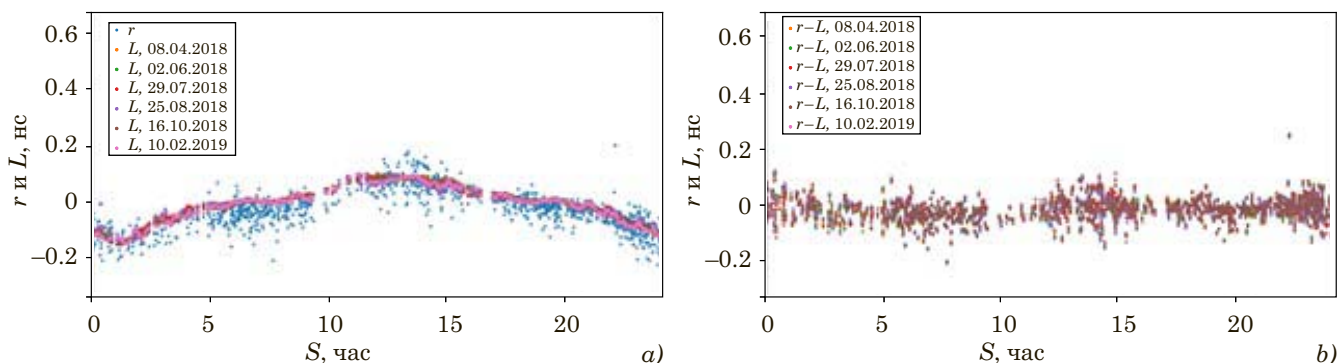 0.6
0.4
0.2
0
−0.2
r и L, нс
r
L, 08.04.2018
L, 02.06.2018
L, 29.07.2018
L, 25.08.2018
L, 16.10.2018
L, 10.02.2019
0 5 10 15 20
S, час
a)
0.6
0.4
0.2
0
−0.2
r и L, нс
r−L, 08.04.2018
r−L, 02.06.2018
r−L, 29.07.2018
r−L, 25.08.2018
r−L, 16.10.2018
r−L, 10.02.2019
0 5 10 15 20
S, час
b)